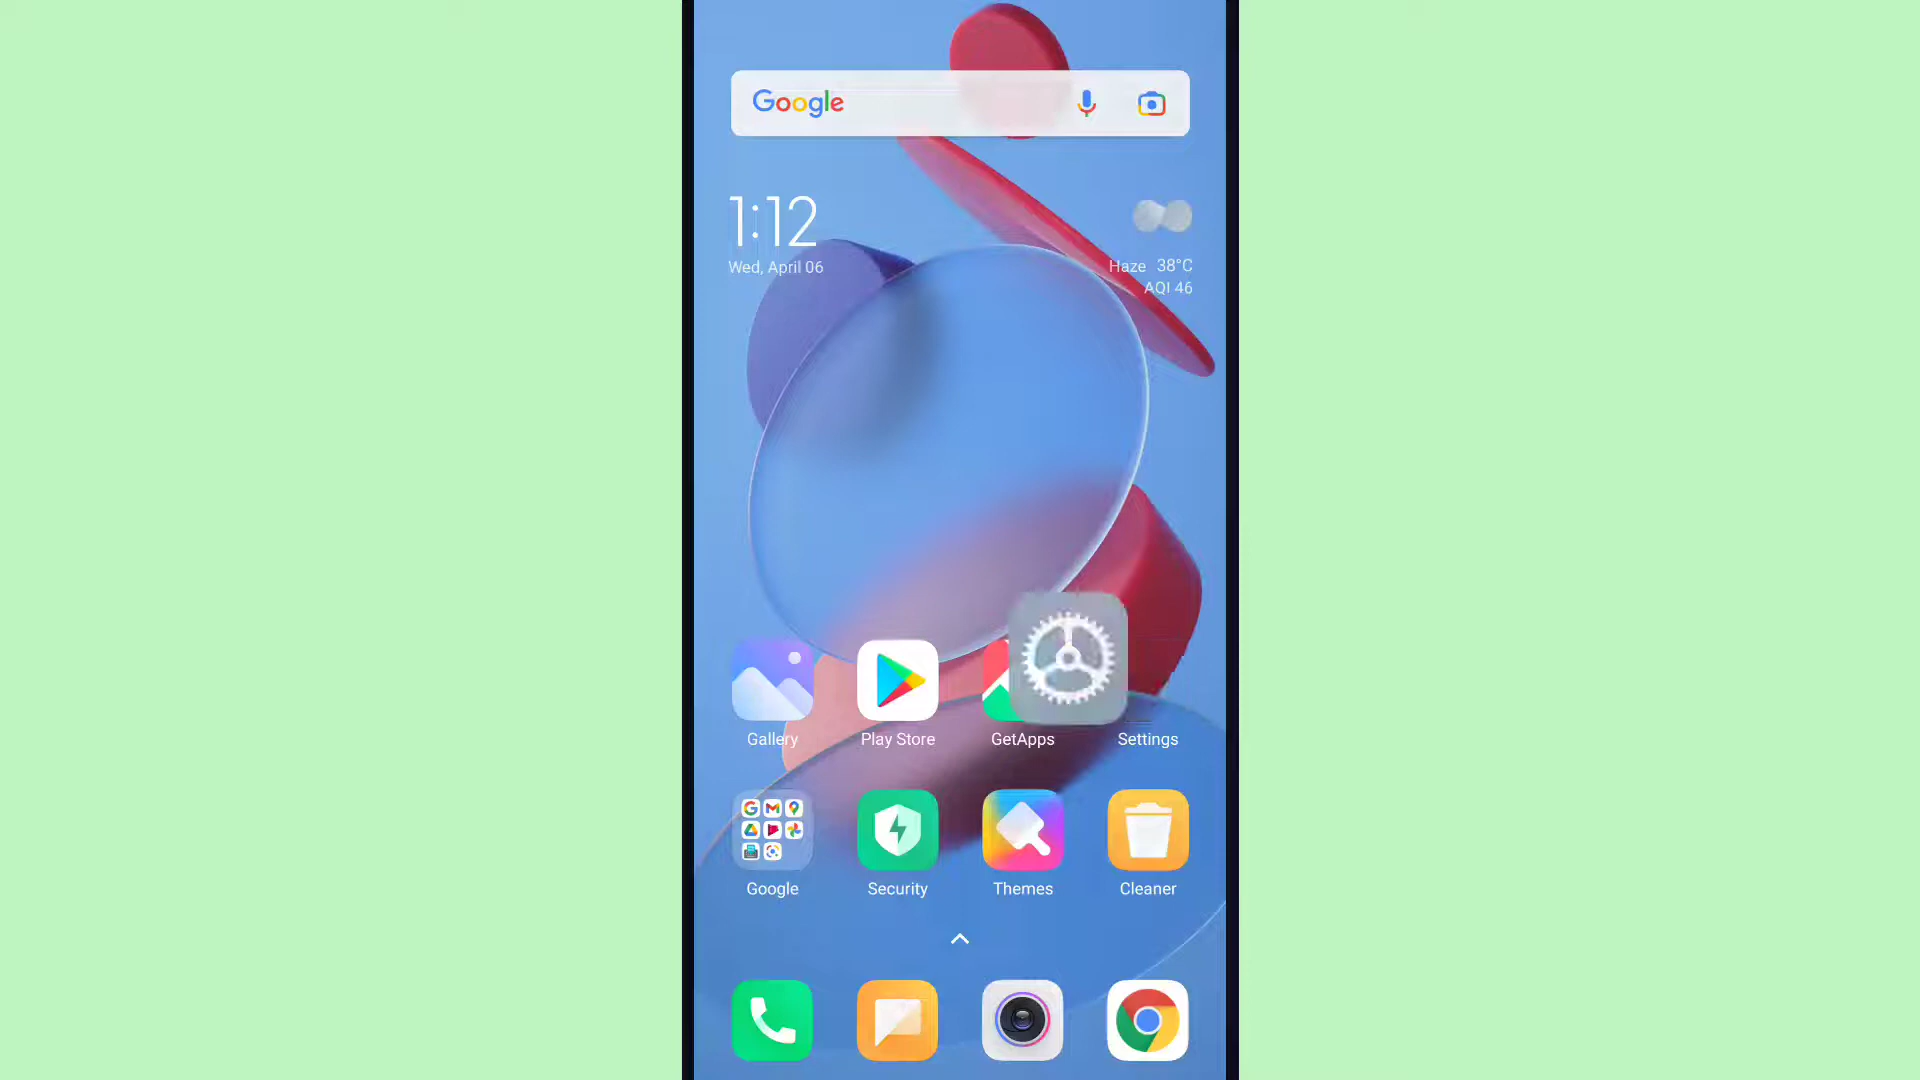 Google
1:12
Wed, April 06
Haze 38°C
AQI 46
Gallery
Play Store
GetApps
Settings
Google
Security
Themes
Cleaner